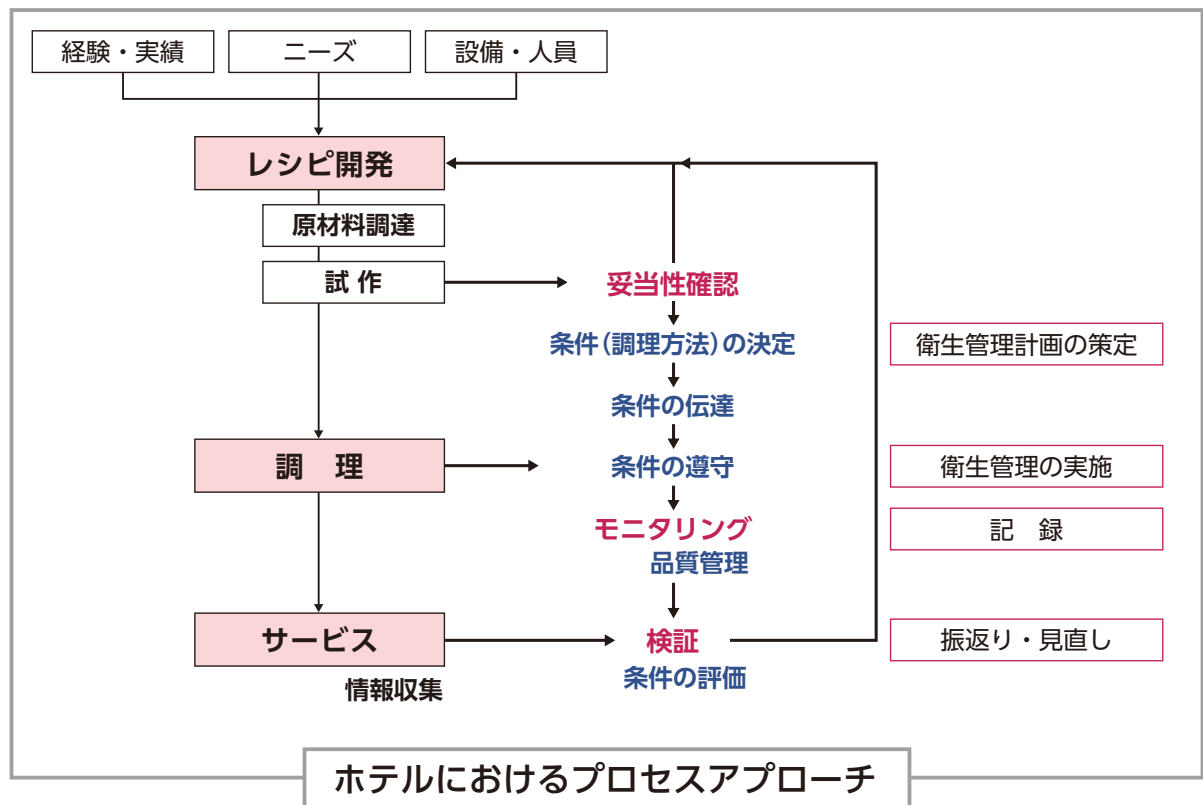 経験・実績
ニーズ
設備・人員
レシピ開発
原材料調達
試 作
妥当性確認
条件(調理方法)の決定
衛生管理計画の策定
条件の伝達
調 理
条件の遵守
衛生管理の実施
モニタリング
記 録
品質管理
サービス
検証
振返り・見直し
条件の評価
情報収集
ホテルにおけるプロセスアプローチ